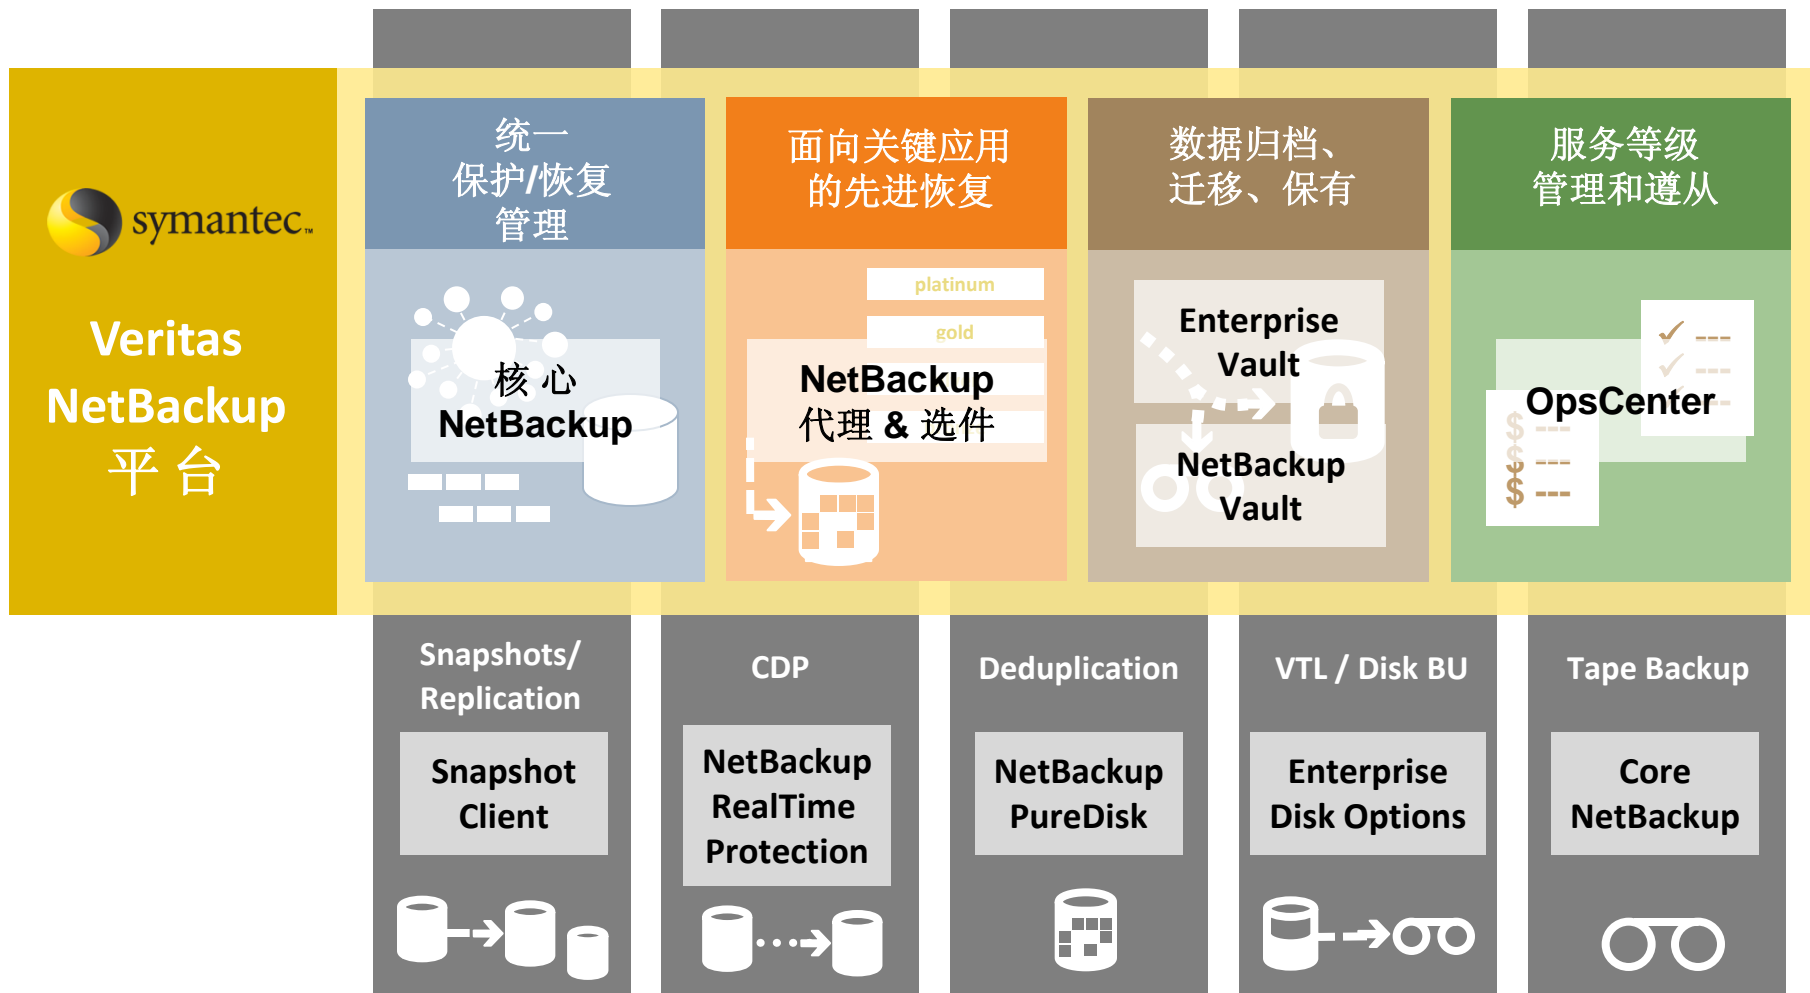 symantec™
Veritas
NetBackup
平 台
统一
保护/恢复
管理
核 心
NetBackup
面向关键应用
的先进恢复
platinum
gold
NetBackup
代理 & 选件
数据归档、
迁移、保有
Enterprise
Vault
NetBackup
Vault
服务等级
管理和遵从
OpsCenter
$ ---
$ ---
$ ---
Snapshots/
Replication
Snapshot
Client
CDP
NetBackup
RealTime
Protection
Deduplication
NetBackup
PureDisk
VTL / Disk BU
Enterprise
Disk Options
Tape Backup
Core
NetBackup